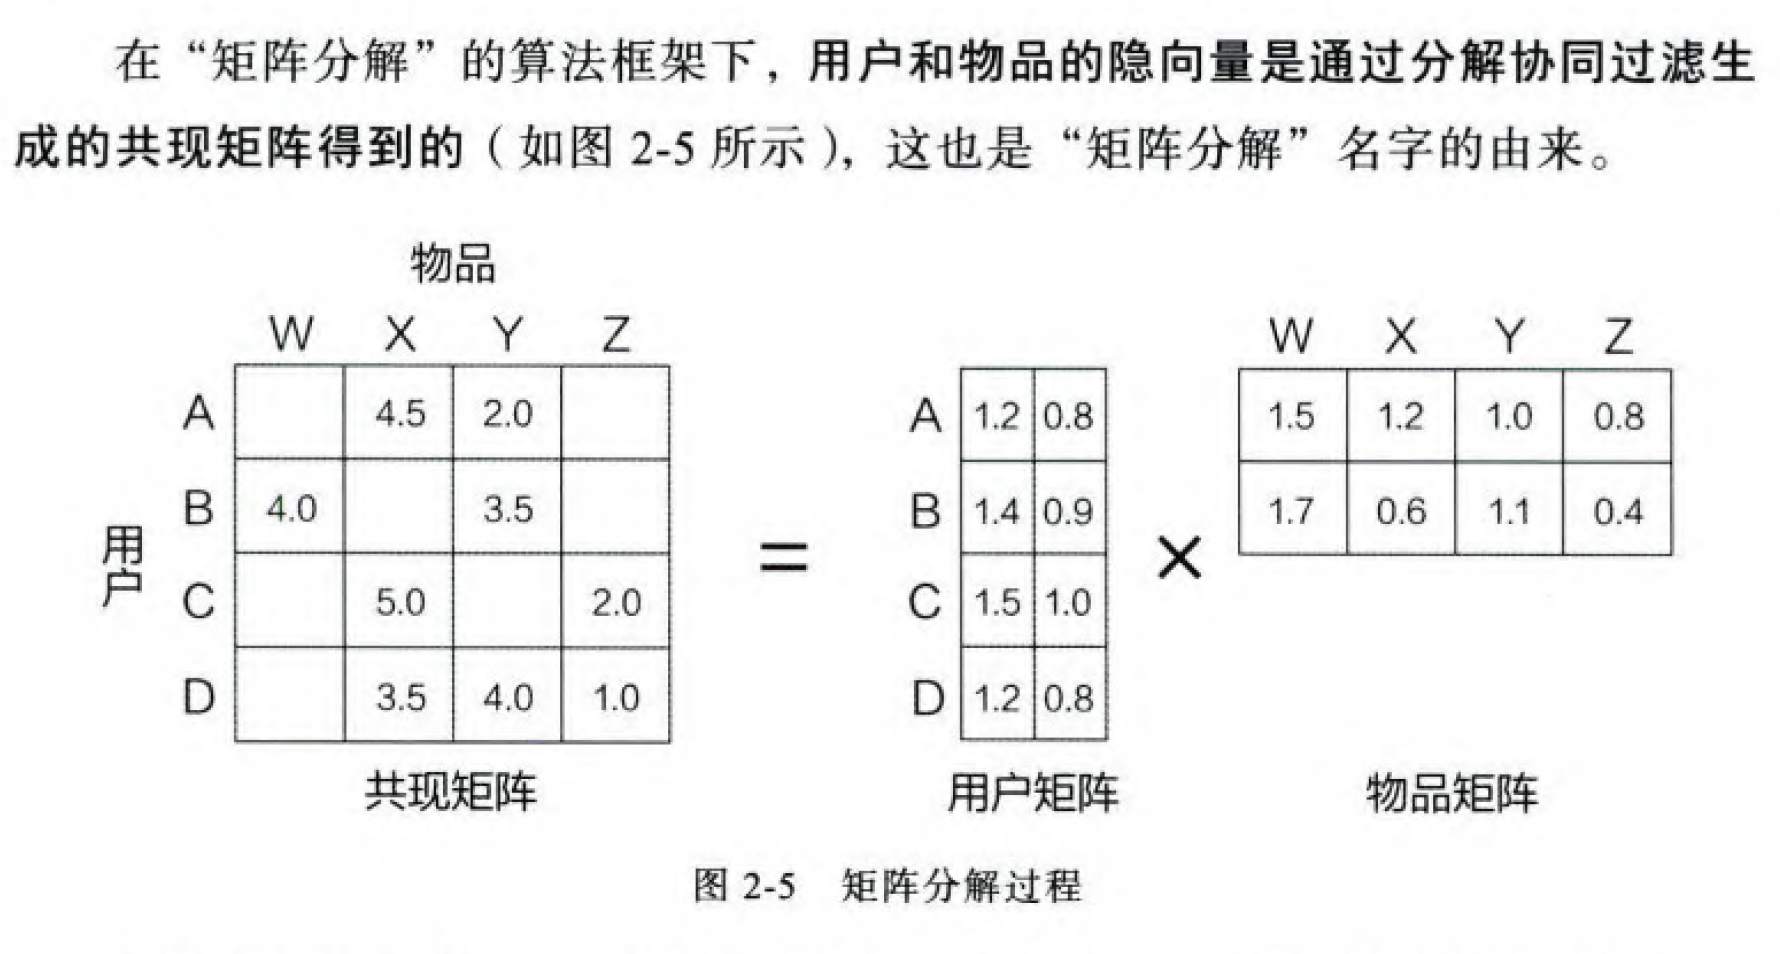 在“矩阵分解”的算法框架下，用户和物品的隐向量是通过分解协同过滤生
成的共现矩阵得到的（如图 2-5 所示），这也是“矩阵分解”名字的由来。
物品
W X Y Z
A 4.5 2.0
B 4.0 3.5
C 5.0 2.0
D 3.5 4.0 1.0
用户
共现矩阵
=
A 1.2 0.8
B 1.4 0.9
C 1.5 1.0
D 1.2 0.8
用户矩阵
×
W X Y Z
1.5 1.2 1.0 0.8
1.7 0.6 1.1 0.4
物品矩阵
图 2-5 矩阵分解过程